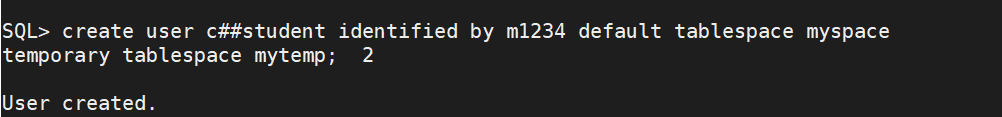 SQL> create user c##student identified by m1234 default tablespace myspace
temporary tablespace mytemp;  2
User created.